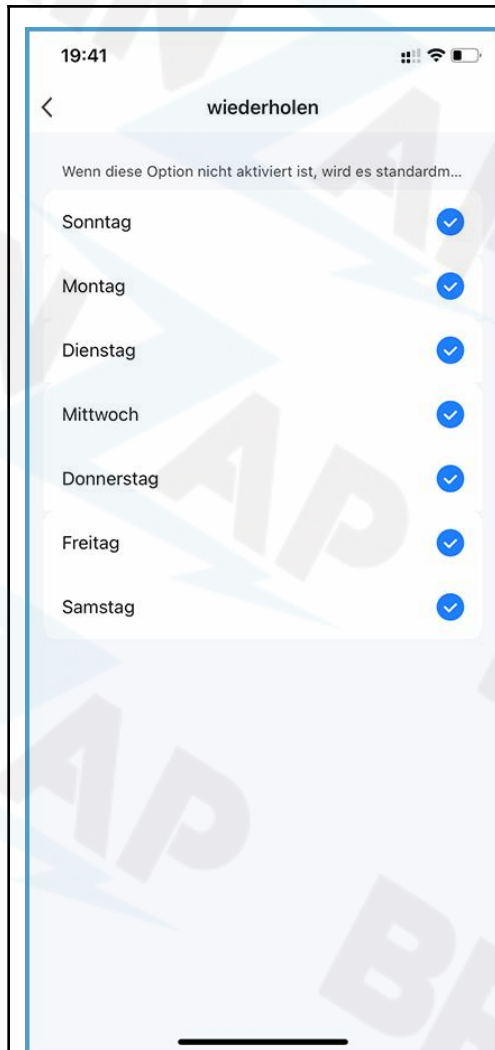 19:41
wiederholen
Wenn diese Option nicht aktiviert ist, wird es standardm...
Sonntag
Montag
Dienstag
Mittwoch
Donnerstag
Freitag
Samstag